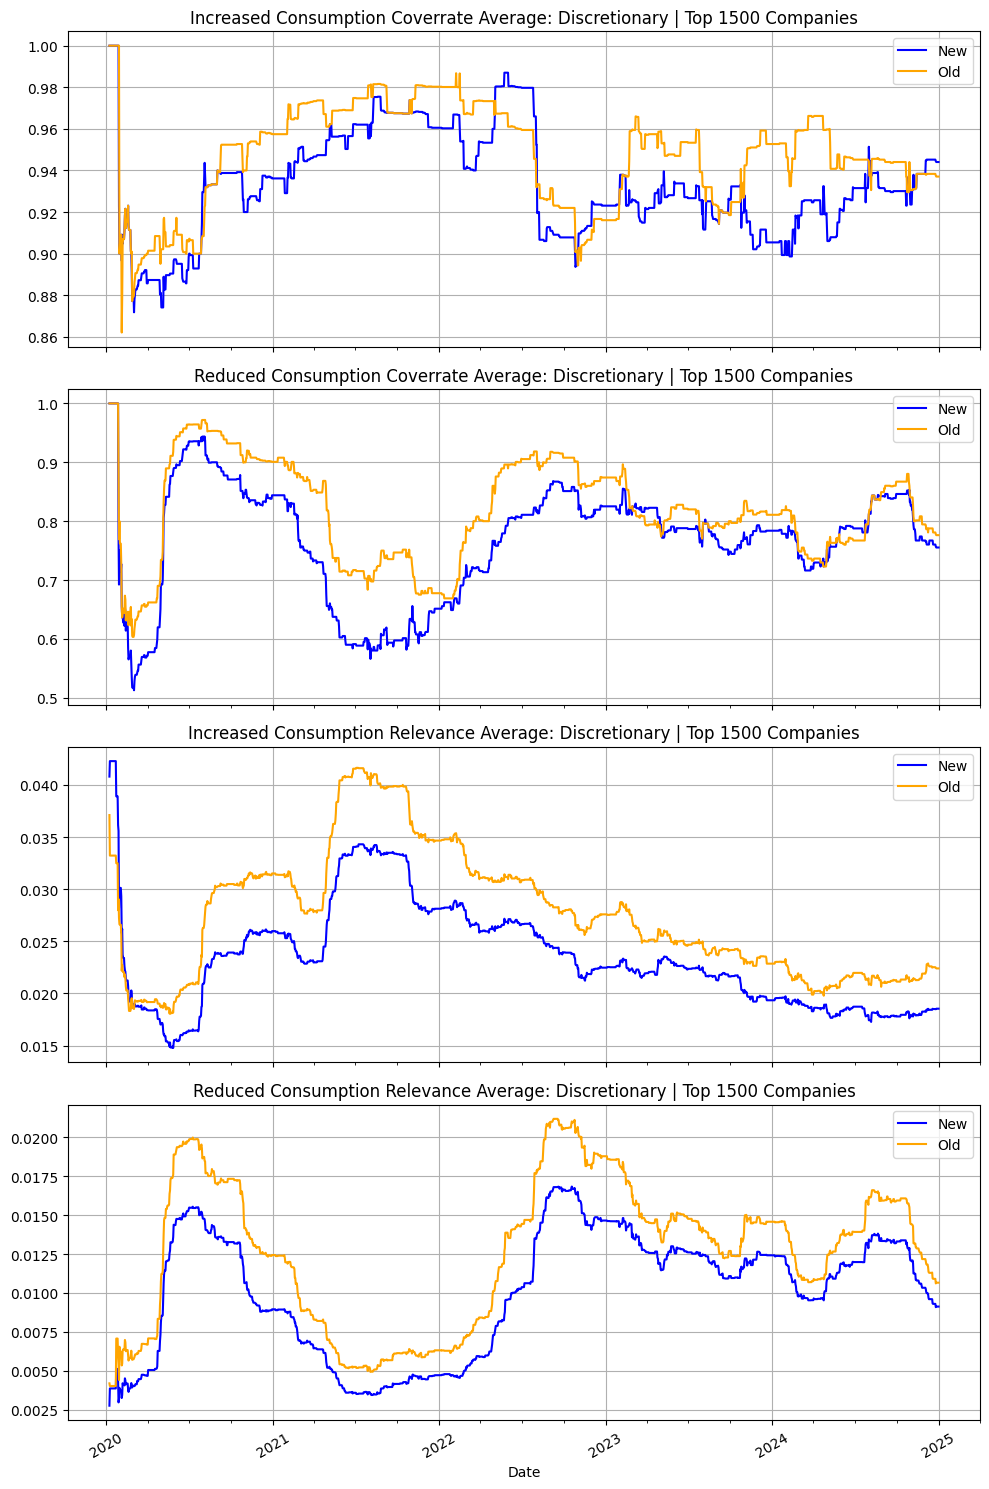 Increased Consumption Coverrate Average: Discretionary | Top 1500 Companies
New
Old
1.00
0.98
0.96
0.94
0.92
0.90
0.88
0.86
Reduced Consumption Coverrate Average: Discretionary | Top 1500 Companies
New
Old
1.0
0.9
0.8
0.7
0.6
0.5
Increased Consumption Relevance Average: Discretionary | Top 1500 Companies
New
Old
0.040
0.035
0.030
0.025
0.020
0.015
Reduced Consumption Relevance Average: Discretionary | Top 1500 Companies
New
Old
0.0200
0.0175
0.0150
0.0125
0.0100
0.0075
0.0050
0.0025
2020 2021 2022 2023 2024 2025
Date